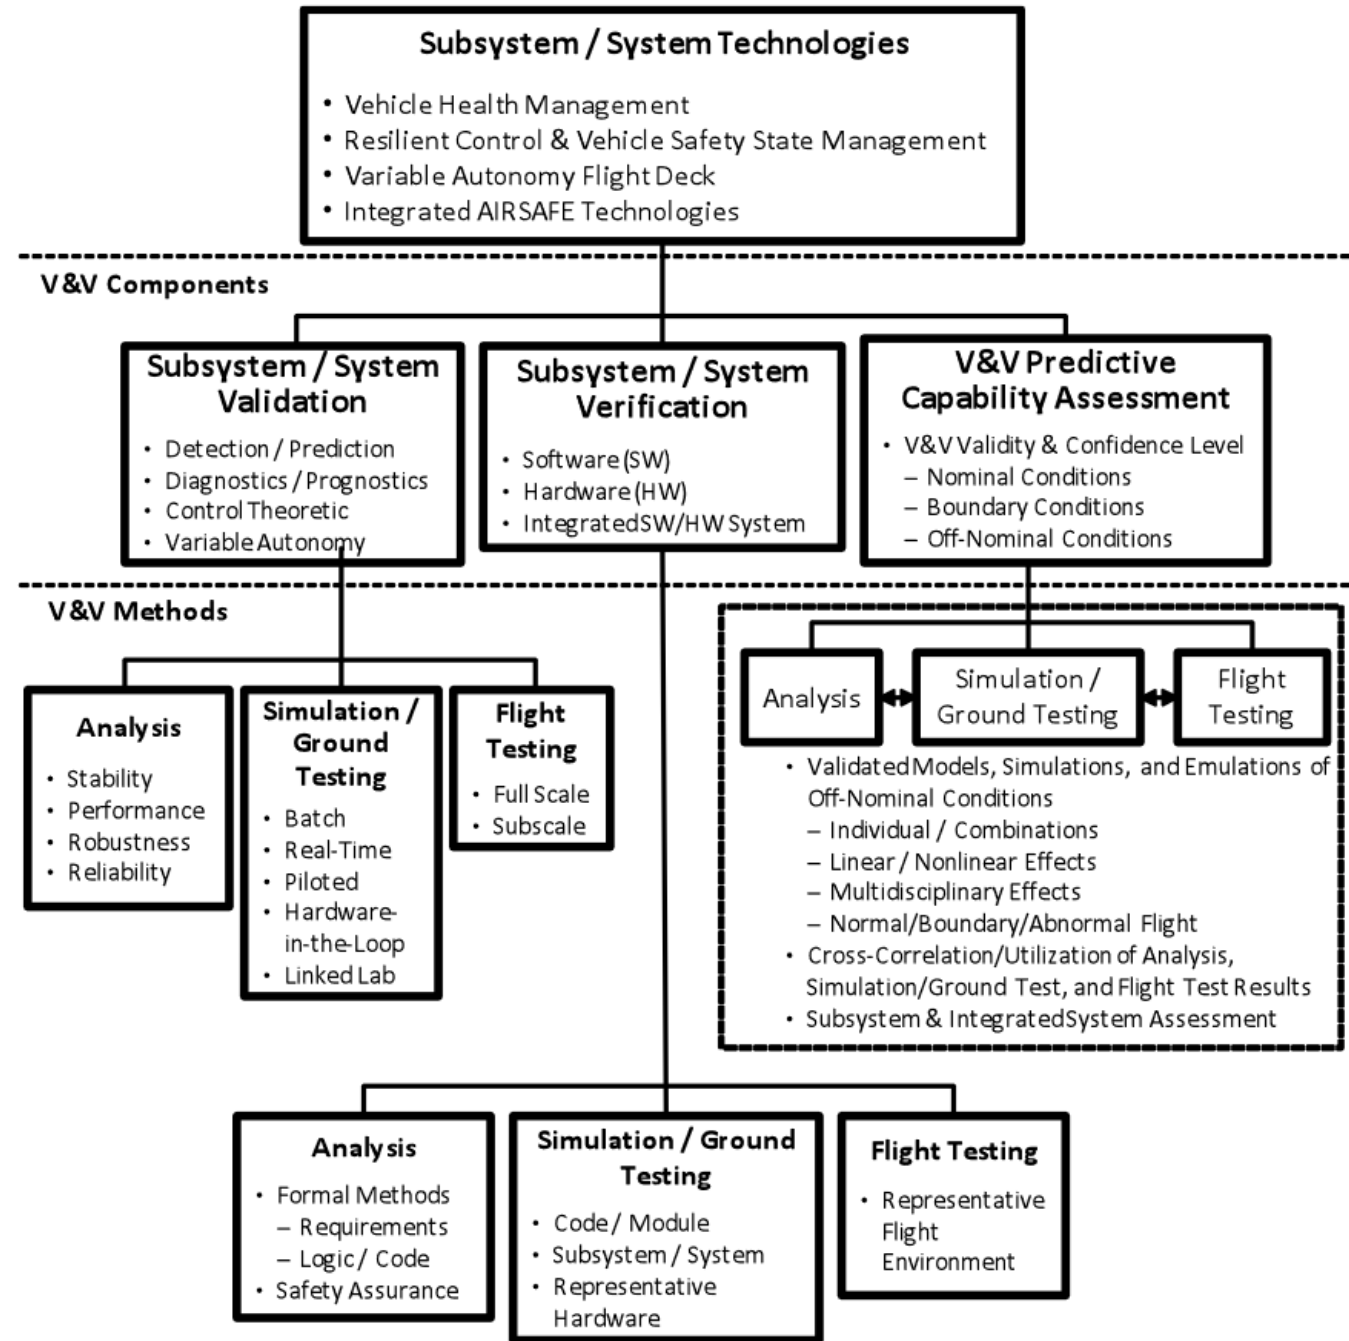 Subsystem / System Technologies
• Vehicle Health Management
• Resilient Control & Vehicle Safety State Management
• Variable Autonomy Flight Deck
• Integrated AIRSAFE Technologies
V&V Components
Subsystem / System
Validation
• Detection / Prediction
• Diagnostics / Prognostics
• Control Theoretic
• Variable Autonomy
Subsystem / System
Verification
• Software (SW)
• Hardware (HW)
• Integrated SW/HW System
V&V Predictive
Capability Assessment
• V&V Validity & Confidence Level
– Nominal Conditions
– Boundary Conditions
– Off-Nominal Conditions
V&V Methods
Analysis
• Stability
• Performance
• Robustness
• Reliability
Simulation /
Ground
Testing
• Batch
• Real-Time
• Piloted
• Hardware-
in-the-Loop
• Linked Lab
Flight
Testing
• Full Scale
• Subscale
Analysis
Simulation /
Ground Testing
Flight
Testing
• Validated Models, Simulations, and Emulations of
Off-Nominal Conditions
– Individual / Combinations
– Linear / Nonlinear Effects
– Multidisciplinary Effects
– Normal/Boundary/Abnormal Flight
• Cross-Correlation/Utilization of Analysis,
Simulation/Ground Test, and Flight Test Results
• Subsystem & Integrated System Assessment
Analysis
• Formal Methods
– Requirements
– Logic / Code
• Safety Assurance
Simulation / Ground
Testing
• Code / Module
• Subsystem / System
• Representative
Hardware
Flight Testing
• Representative
Flight
Environment